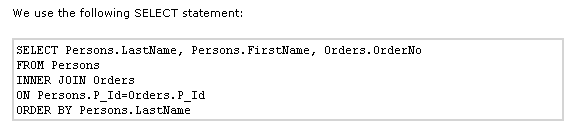 We use the following SELECT statement:
SELECT Persons.LastName, Persons.FirstName, Orders.OrderNo
FROM Persons
INNER JOIN Orders
ON Persons.P_Id=Orders.P_Id
ORDER BY Persons.LastName